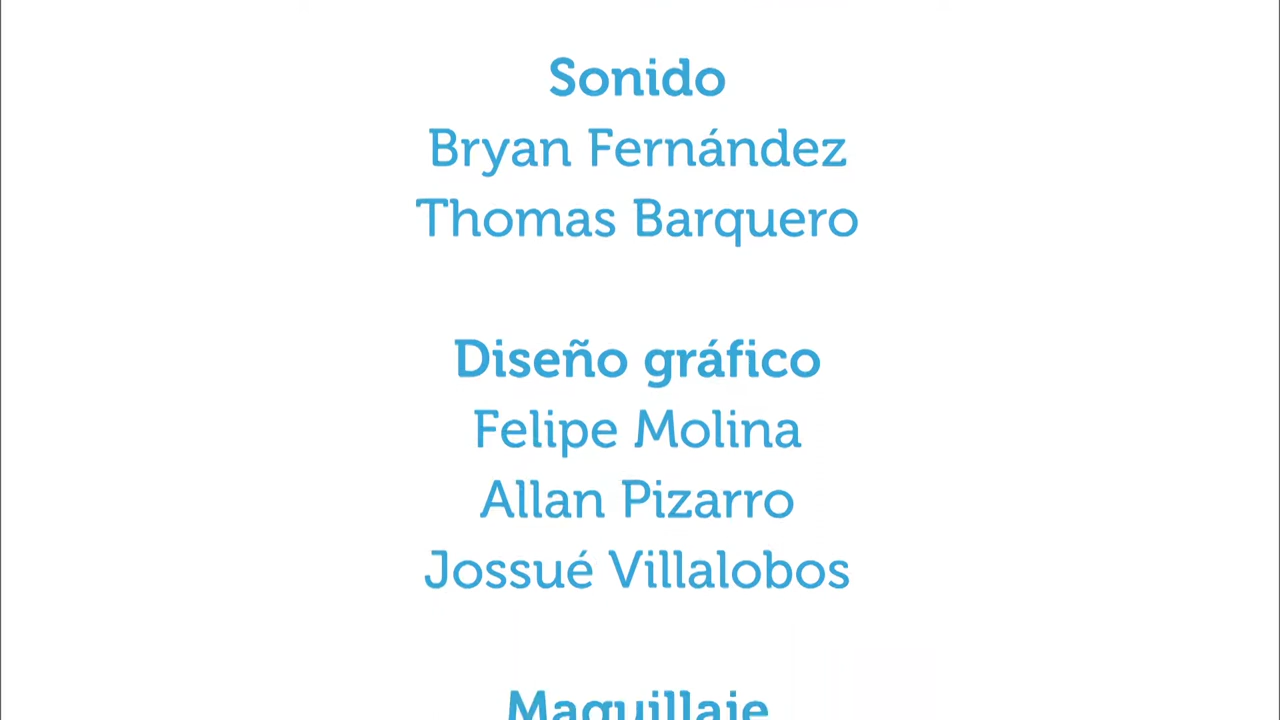 Sonido
Bryan Fernández
Thomas Barquero
Diseño gráfico
Felipe Molina
Allan Pizarro
Jossué Villalobos
Maquillaje